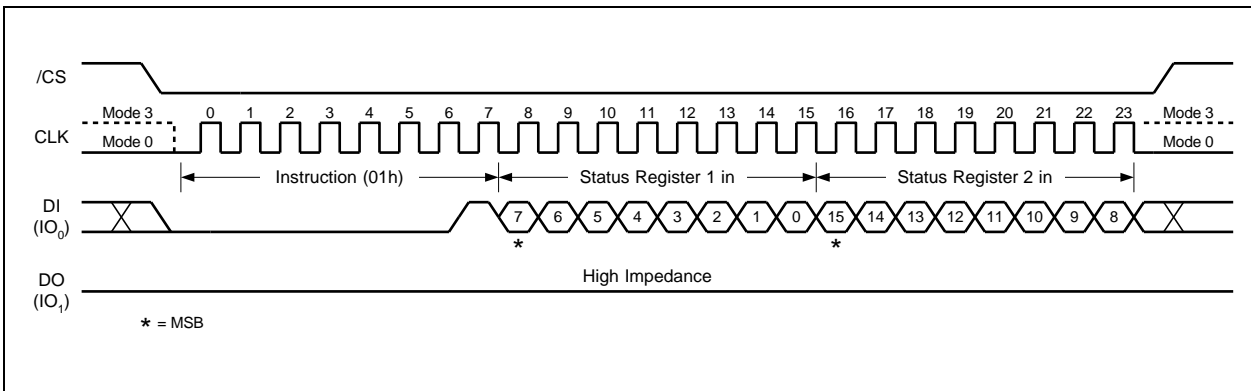 /CS
Mode 3 0 1 2 3 4 5 6 7 8 9 10 11 12 13 14 15 16 17 18 19 20 21 22 23 Mode 3
CLK Mode 0 Mode 0
Instruction (01h) Status Register 1 in Status Register 2 in
DI
(IO₀)
7 6 5 4 3 2 1 0 15 14 13 12 11 10 9 8
* *
High Impedance
DO
(IO₁)
* = MSB